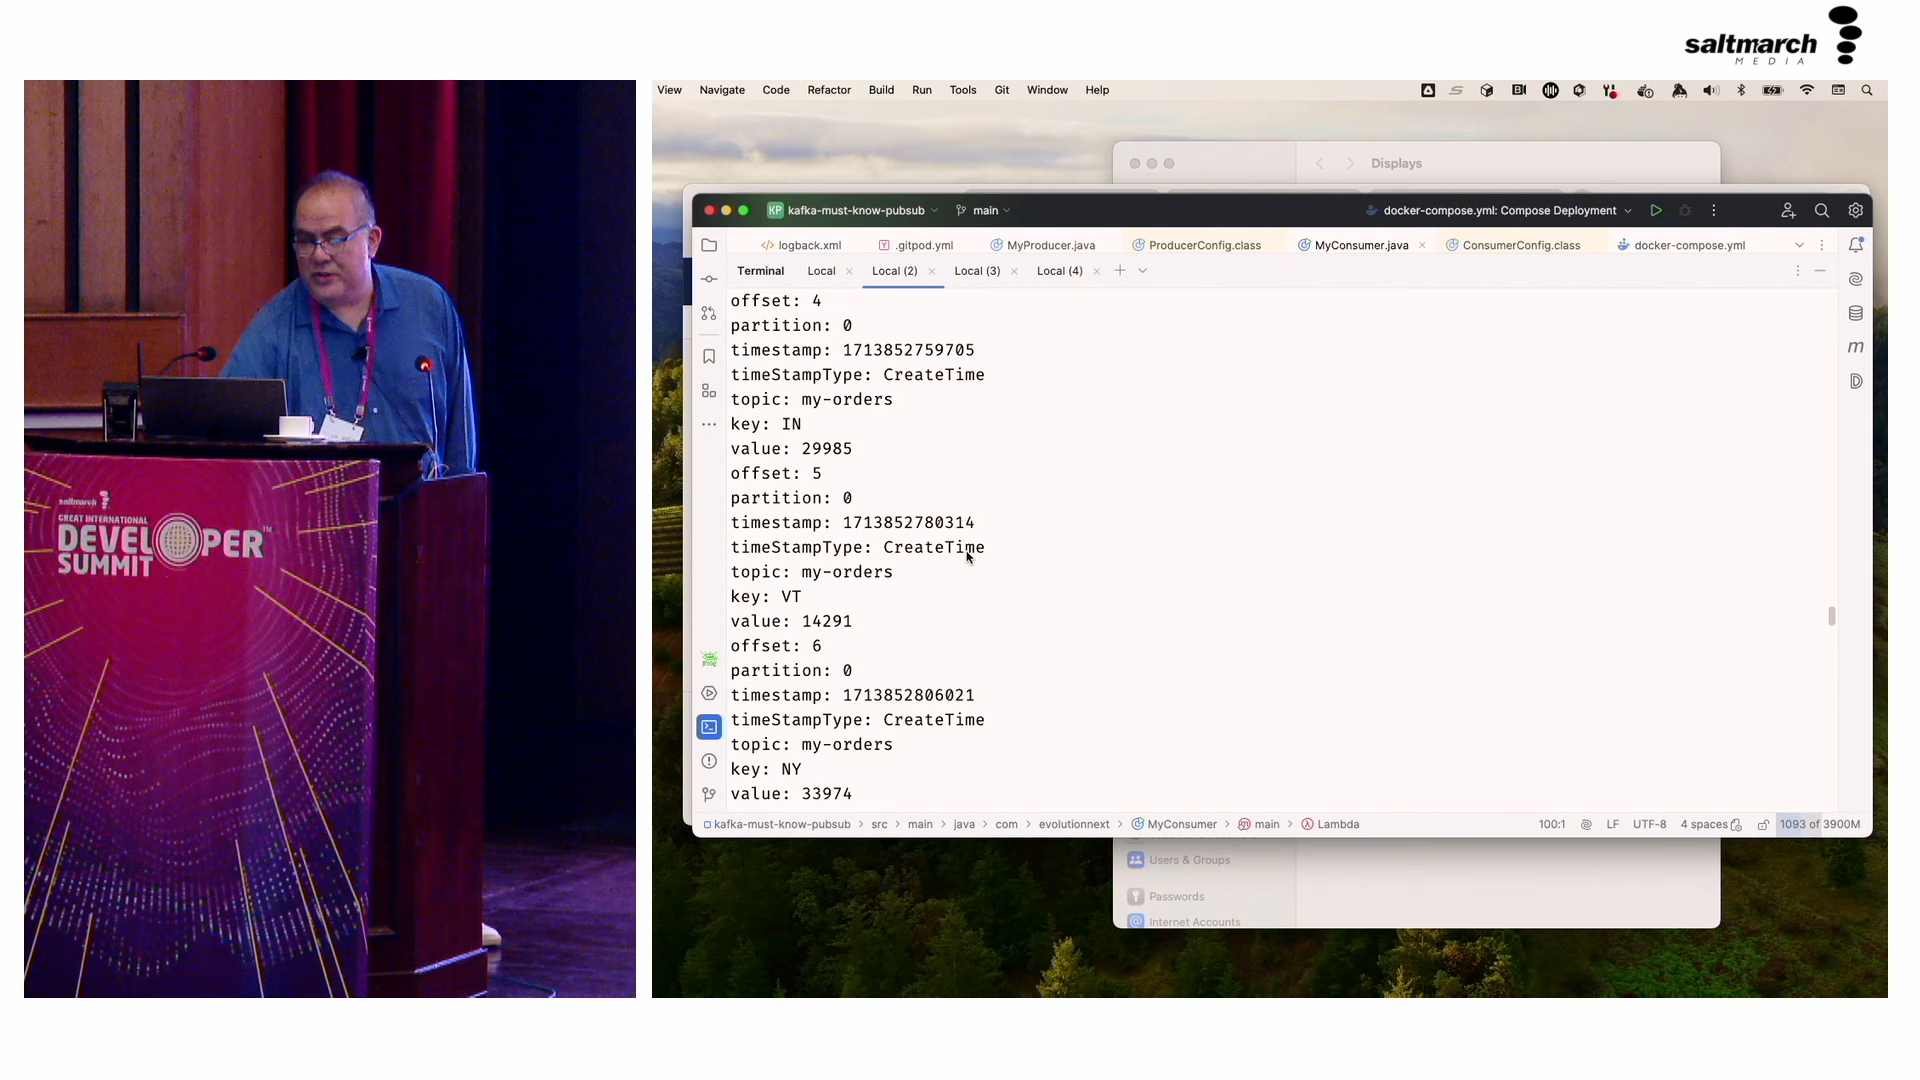 saltmarch
MEDIA
View Navigate Code Refactor Build Run Tools Git Window Help
Displays
KP kafka-must-know-pubsub main docker-compose.yml: Compose Deployment
logback.xml .gitpod.yml MyProducer.java ProducerConfig.class MyConsumer.java ConsumerConfig.class docker-compose.yml
Terminal Local Local (2) Local (3) Local (4)
offset: 4
partition: 0
timestamp: 1713852759705
timeStampType: CreateTime
topic: my-orders
key: IN
value: 29985
offset: 5
partition: 0
timestamp: 1713852780314
timeStampType: CreateTime
topic: my-orders
key: VT
value: 14291
offset: 6
partition: 0
timestamp: 1713852806021
timeStampType: CreateTime
topic: my-orders
key: NY
value: 33974
kafka-must-know-pubsub > src > main > java > com > evolutionnext > MyConsumer > main > Lambda 100:1 LF UTF-8 4 spaces 1093 of 3900M
Users & Groups
Passwords
Internet Accounts
saltmarch
GREAT INTERNATIONAL
DEVELOPER™
SUMMIT